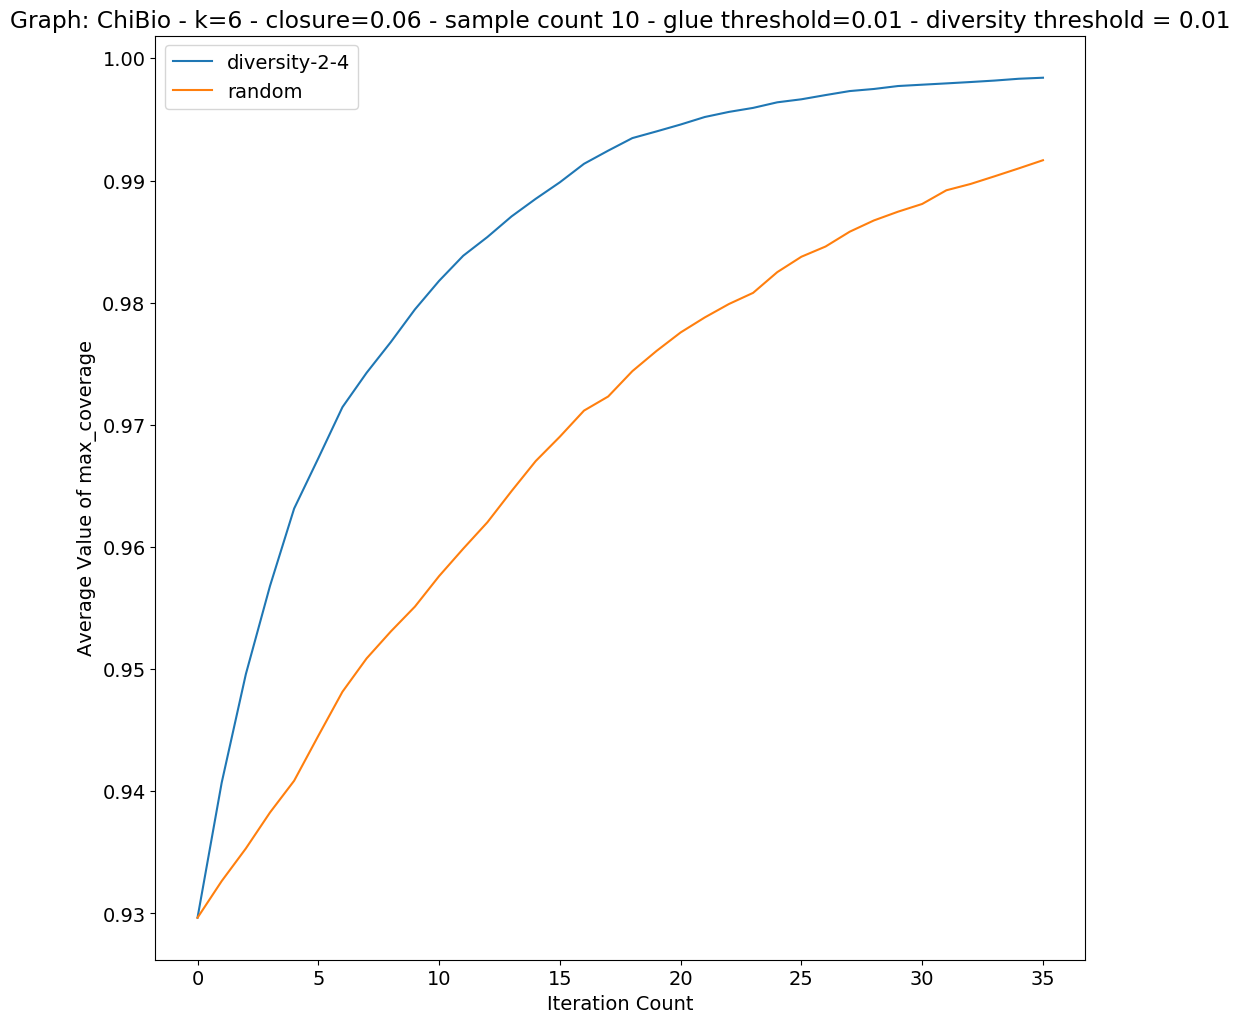 Graph: ChiBio - k=6 - closure=0.06 - sample count 10 - glue threshold=0.01 - diversity threshold = 0.01
diversity-2-4
random
Average Value of max_coverage
1.00
0.99
0.98
0.97
0.96
0.95
0.94
0.93
0 5 10 15 20 25 30 35
Iteration Count